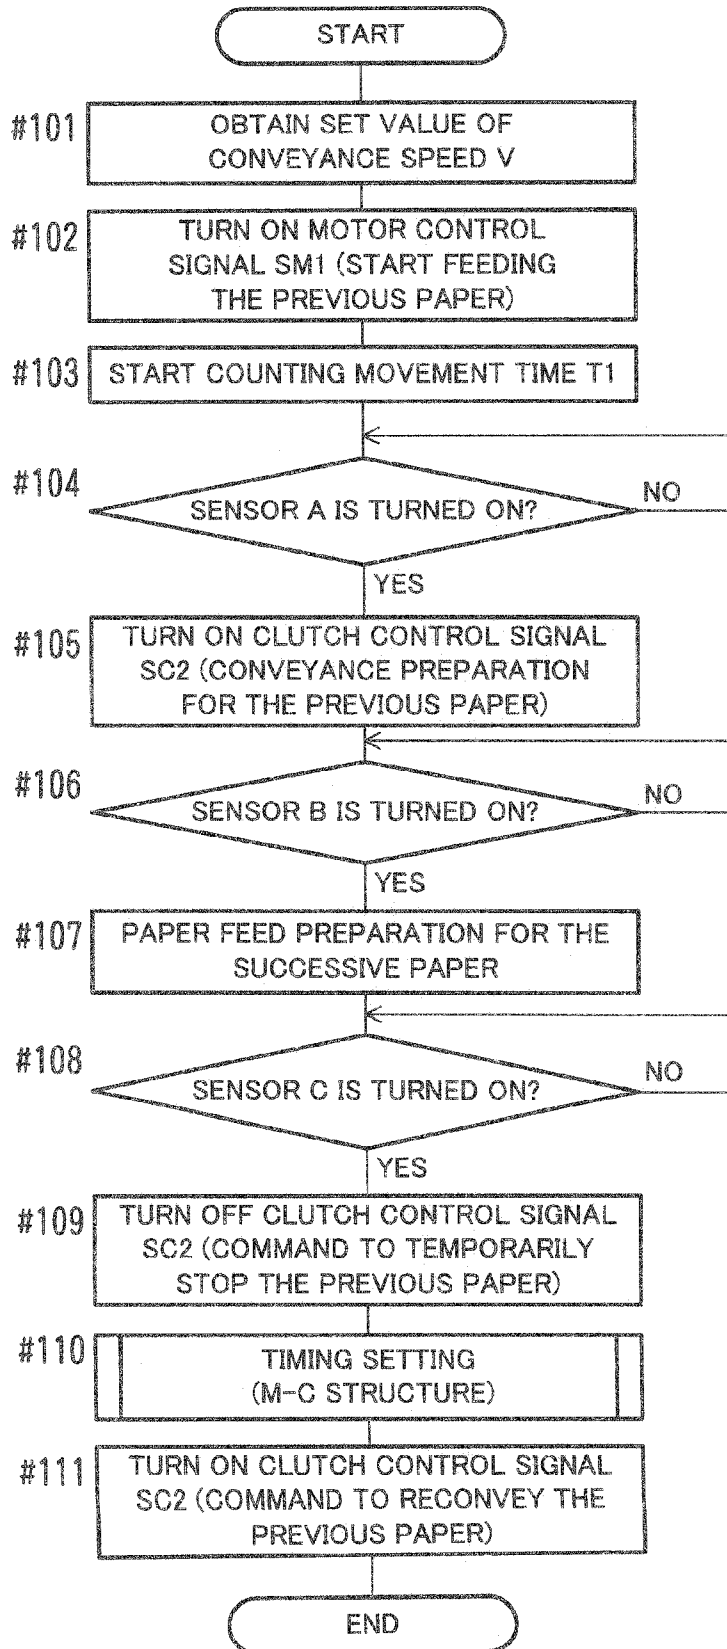 START
#101
OBTAIN SET VALUE OF
CONVEYANCE SPEED V
#102
TURN ON MOTOR CONTROL
SIGNAL SM1 (START FEEDING
THE PREVIOUS PAPER)
#103
START COUNTING MOVEMENT TIME T1
#104
SENSOR A IS TURNED ON?
NO
YES
#105
TURN ON CLUTCH CONTROL SIGNAL
SC2 (CONVEYANCE PREPARATION
FOR THE PREVIOUS PAPER)
#106
SENSOR B IS TURNED ON?
NO
YES
#107
PAPER FEED PREPARATION FOR THE
SUCCESSIVE PAPER
#108
SENSOR C IS TURNED ON?
NO
YES
#109
TURN OFF CLUTCH CONTROL SIGNAL
SC2 (COMMAND TO TEMPORARILY
STOP THE PREVIOUS PAPER)
#110
TIMING SETTING
(M-C STRUCTURE)
#111
TURN ON CLUTCH CONTROL SIGNAL
SC2 (COMMAND TO RECONVEY THE
PREVIOUS PAPER)
END